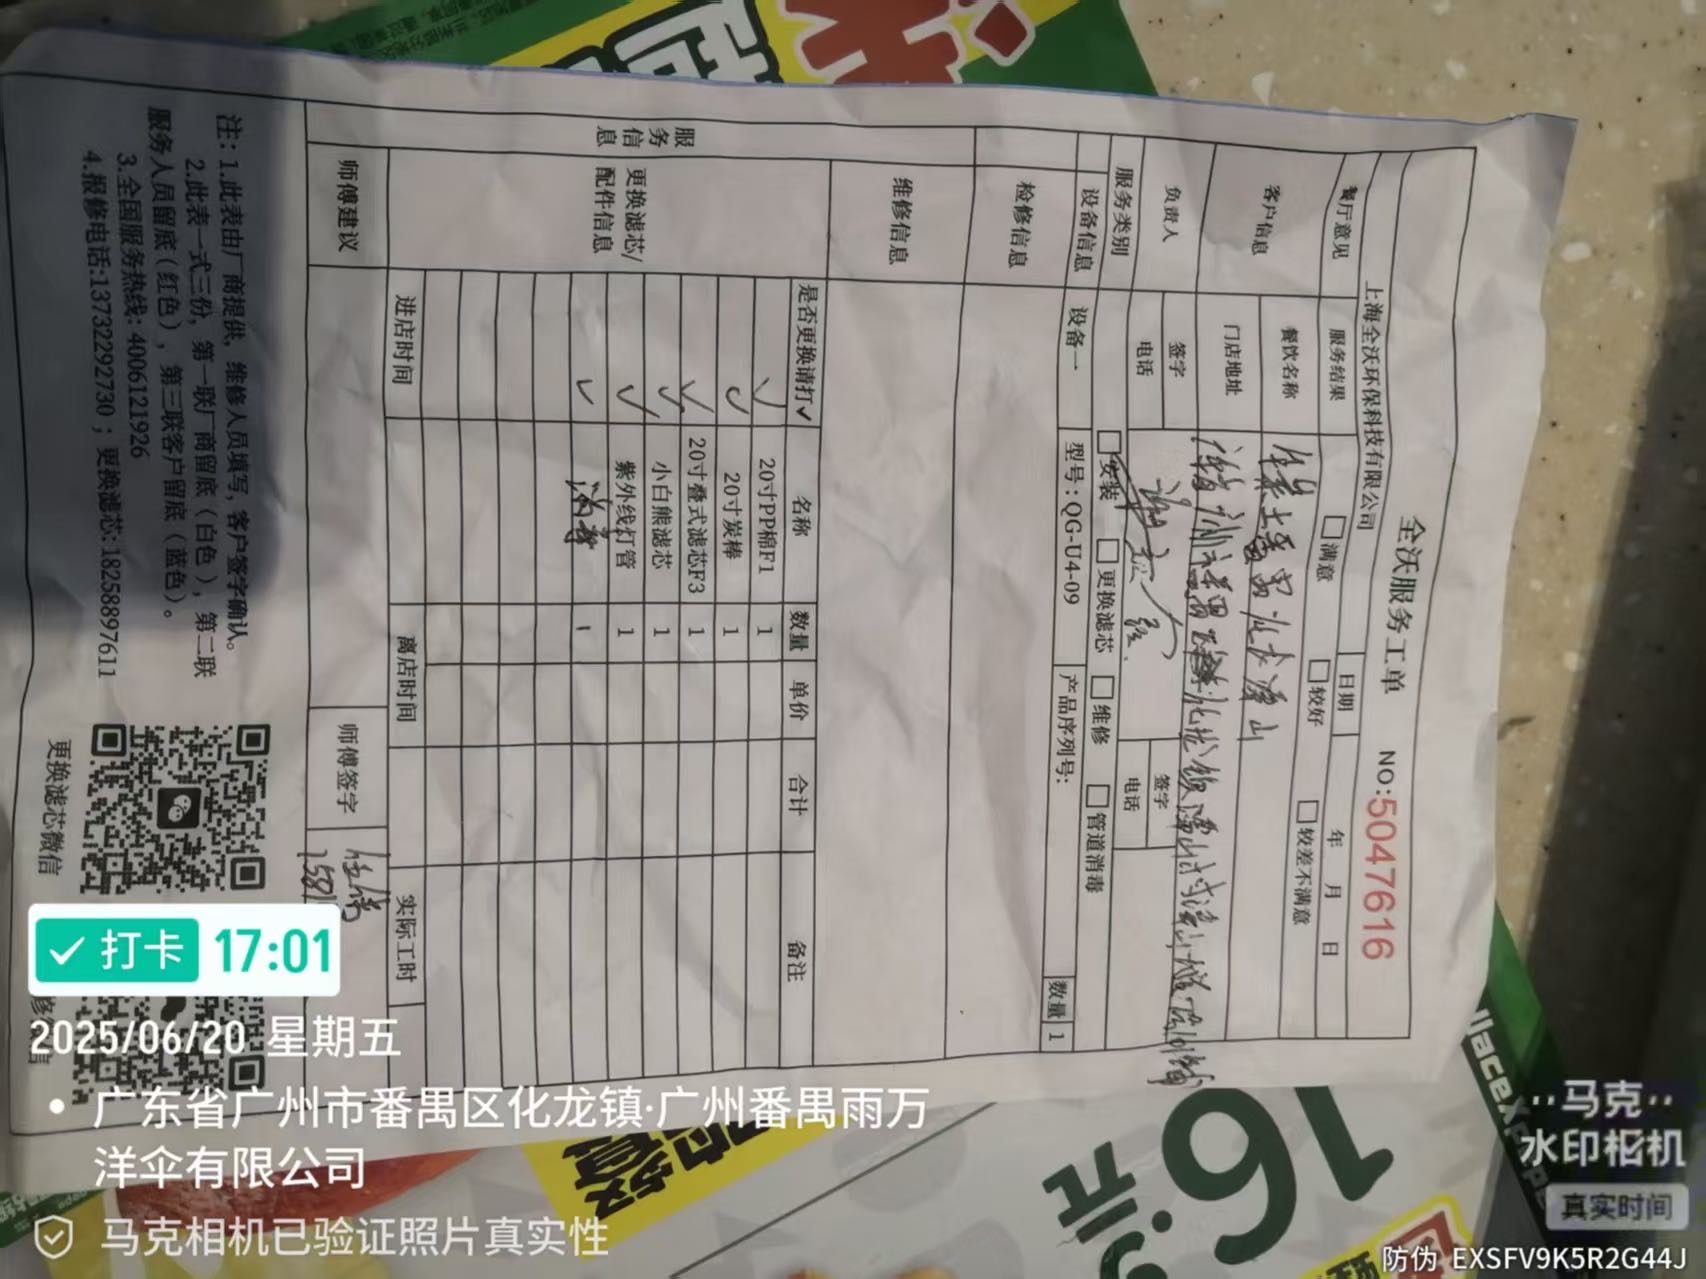 全沃服务工单
NO:5047616
上海全沃环保科技有限公司
日期 年 月 日
餐厅意见 服务结果 □满意 □较好 □较差不满意
客户信息 餐饮名称
门店地址
负责人 签字 签字
电话 电话
服务类别 □安装 □更换滤芯 □维修 □管道消毒
设备信息 设备一 型号:QG-U4-09 产品序列号: 数量 1
检修信息
维修信息
服务信息
更换滤芯/配件信息
是否更换请打✓ 名称 数量 单价 合计 备注
✓ 20寸PP棉F1 1
✓ 20寸炭棒 1
✓ 20寸叠式滤芯F3 1
✓ 小白熊滤芯 1
✓ 紫外线灯管 1
✓ 1
进店时间 离店时间 实际工时
师傅建议 师傅签字
注: 1.此表由厂商提供, 维修人员填写, 客户签字确认。
2.此表一式三份, 第一联厂商留底(白色), 第二联
服务人员留底(红色), 第三联客户留底(蓝色)。
3.全国服务热线: 4006121926
4.报修电话:13732292730; 更换滤芯:18258897611
更换滤芯微信
打卡 17:01
2025/06/20 星期五
广东省广州市番禺区化龙镇·广州番禺雨万
洋伞有限公司
马克相机已验证照片真实性
马克
水印相机
真实时间
防伪 EXSFV9K5R2G44J
16.
元